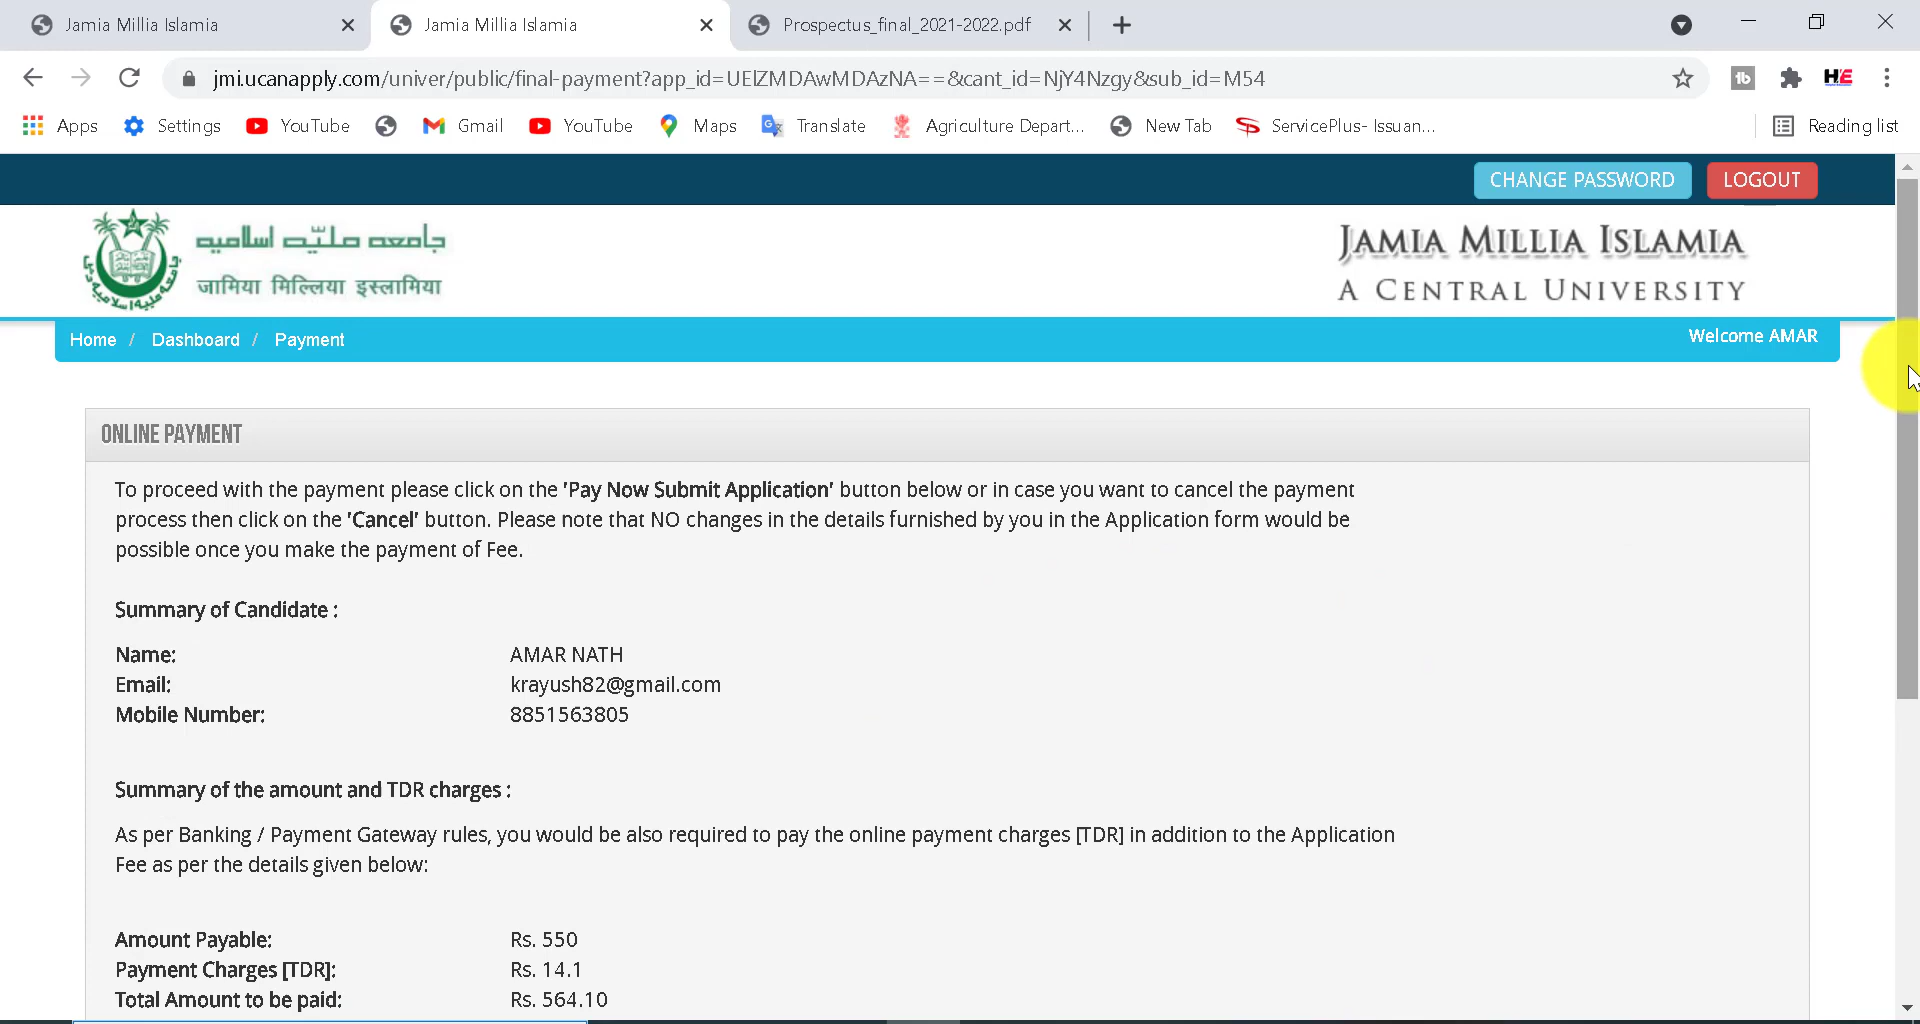 Jamia Millia Islamia
Jamia Millia Islamia
Prospectus_final_2021-2022.pdf
jmi.ucanapply.com/univer/public/final-payment?app_id=UElZMDAwMDAzNA==&cant_id=NjY4Nzgy&sub_id=M54
Apps Settings YouTube Gmail YouTube Maps Translate Agriculture Depart... New Tab ServicePlus- Issuan... Reading list
CHANGE PASSWORD LOGOUT
جامعہ ملیّہ اسلامیہ
जामिया मिल्लिया इस्लामिया
JAMIA MILLIA ISLAMIA
A CENTRAL UNIVERSITY
Home / Dashboard / Payment
Welcome AMAR
ONLINE PAYMENT
To proceed with the payment please click on the 'Pay Now Submit Application' button below or in case you want to cancel the payment
process then click on the 'Cancel' button. Please note that NO changes in the details furnished by you in the Application form would be
possible once you make the payment of Fee.
Summary of Candidate :
Name: AMAR NATH
Email: krayush82@gmail.com
Mobile Number: 8851563805
Summary of the amount and TDR charges :
As per Banking / Payment Gateway rules, you would be also required to pay the online payment charges [TDR] in addition to the Application
Fee as per the details given below:
Amount Payable: Rs. 550
Payment Charges [TDR]: Rs. 14.1
Total Amount to be paid: Rs. 564.10